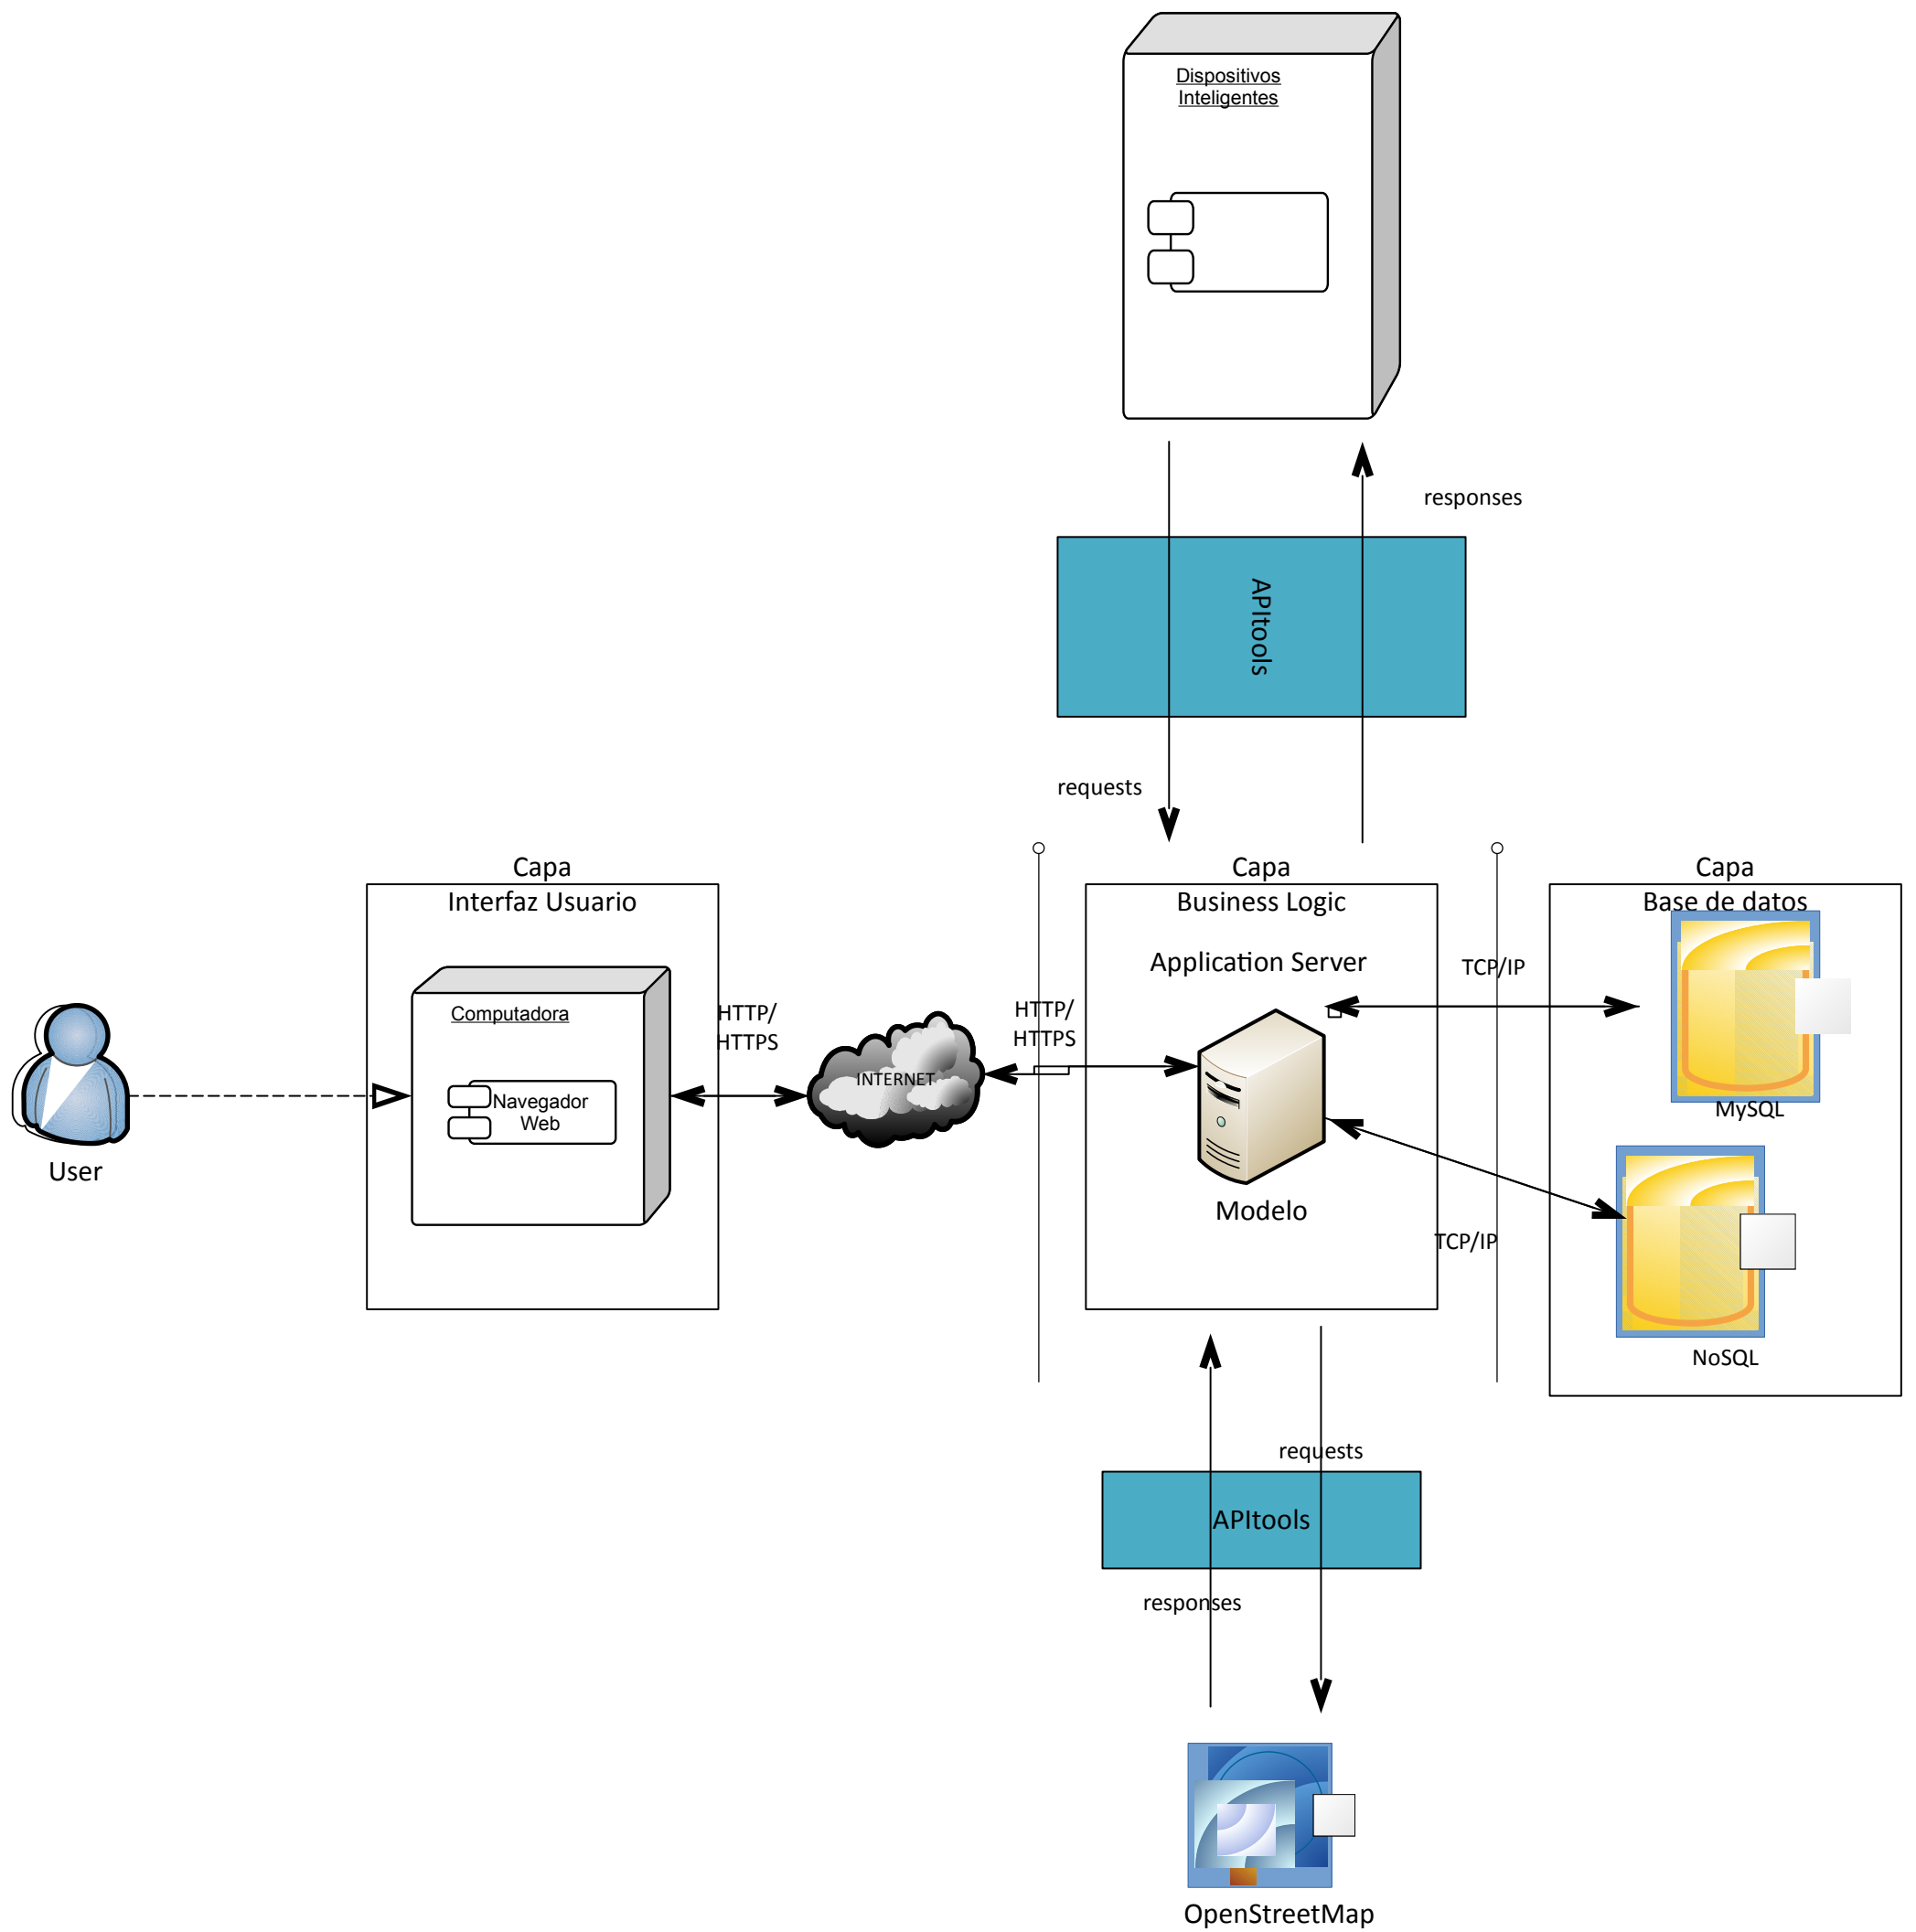 Dispositivos
Inteligentes
responses
APItools
requests
Capa
Interfaz Usuario
Capa
Business Logic
Capa
Base de datos
Application Server
TCP/IP
Computadora
HTTP/
HTTPS
HTTP/
HTTPS
INTERNET
Navegador
Web
MySQL
User
Modelo
TCP/IP
NoSQL
requests
APItools
responses
OpenStreetMap